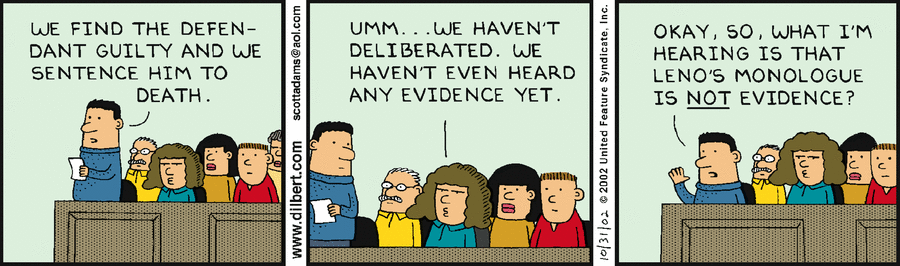 WE FIND THE DEFEN-
DANT GUILTY AND WE
SENTENCE HIM TO
DEATH.
www.dilbert.com
scottadams@aol.com
UMM...WE HAVEN'T
DELIBERATED. WE
HAVEN'T EVEN HEARD
ANY EVIDENCE YET.
10/31/02 © 2002 United Feature Syndicate, Inc.
OKAY, SO, WHAT I'M
HEARING IS THAT
LENO'S MONOLOGUE
IS NOT EVIDENCE?